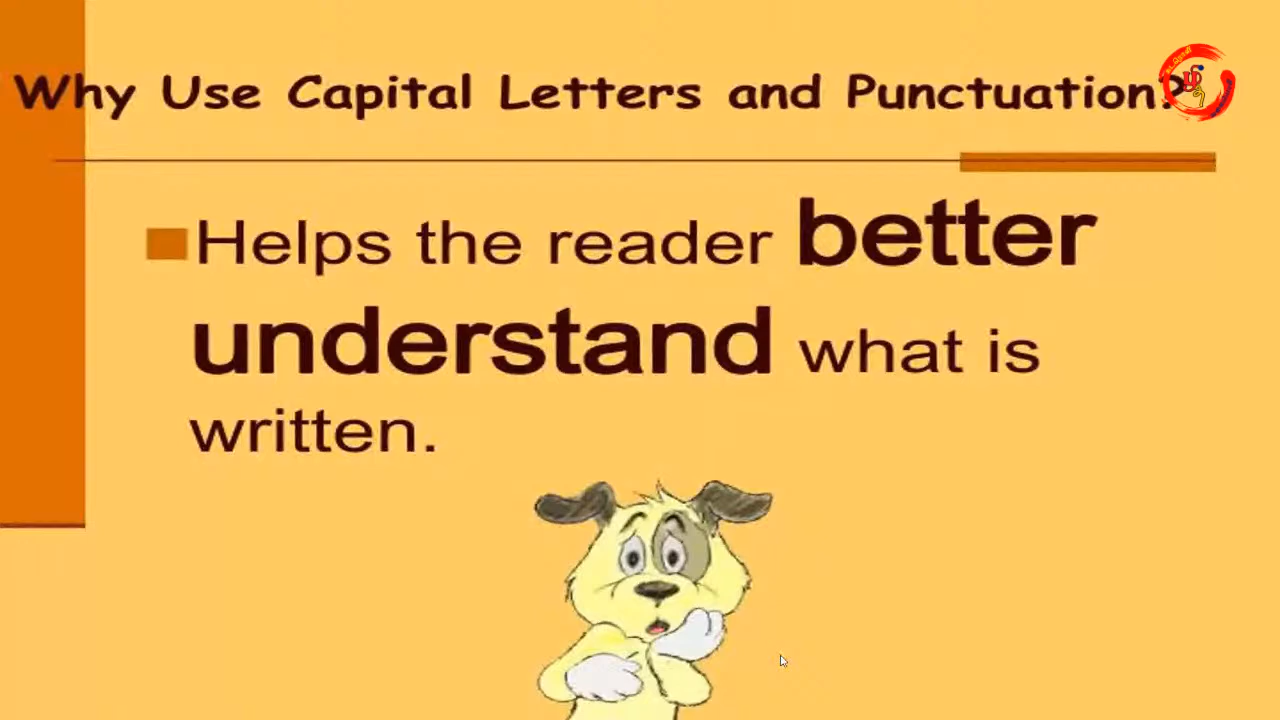 Why Use Capital Letters and Punctuation?
Helps the reader better
understand what is
written.